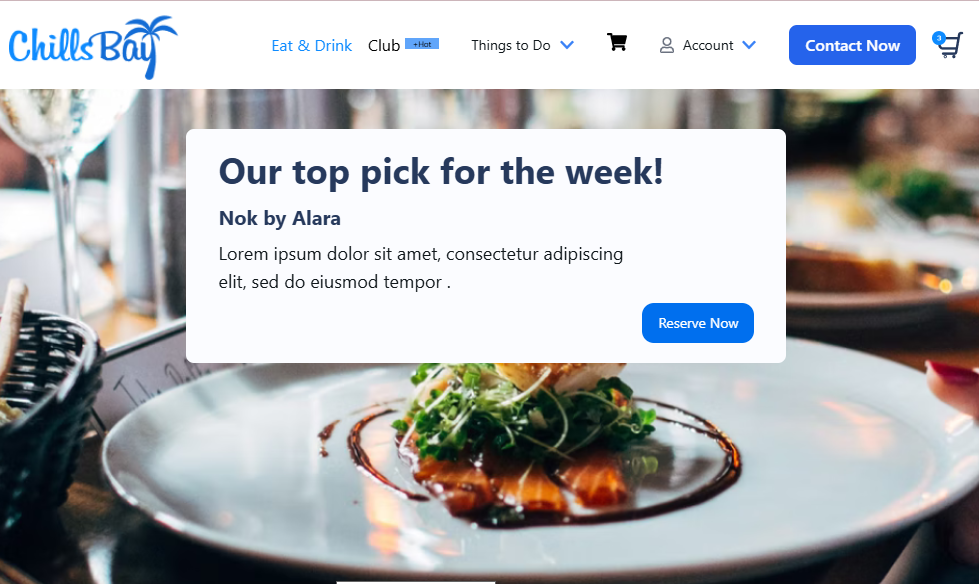 ChillsBay
Eat & Drink Club +Hot Things to Do Account Contact Now 3
Our top pick for the week!
Nok by Alara
Lorem ipsum dolor sit amet, consectetur adipiscing
elit, sed do eiusmod tempor .
Reserve Now